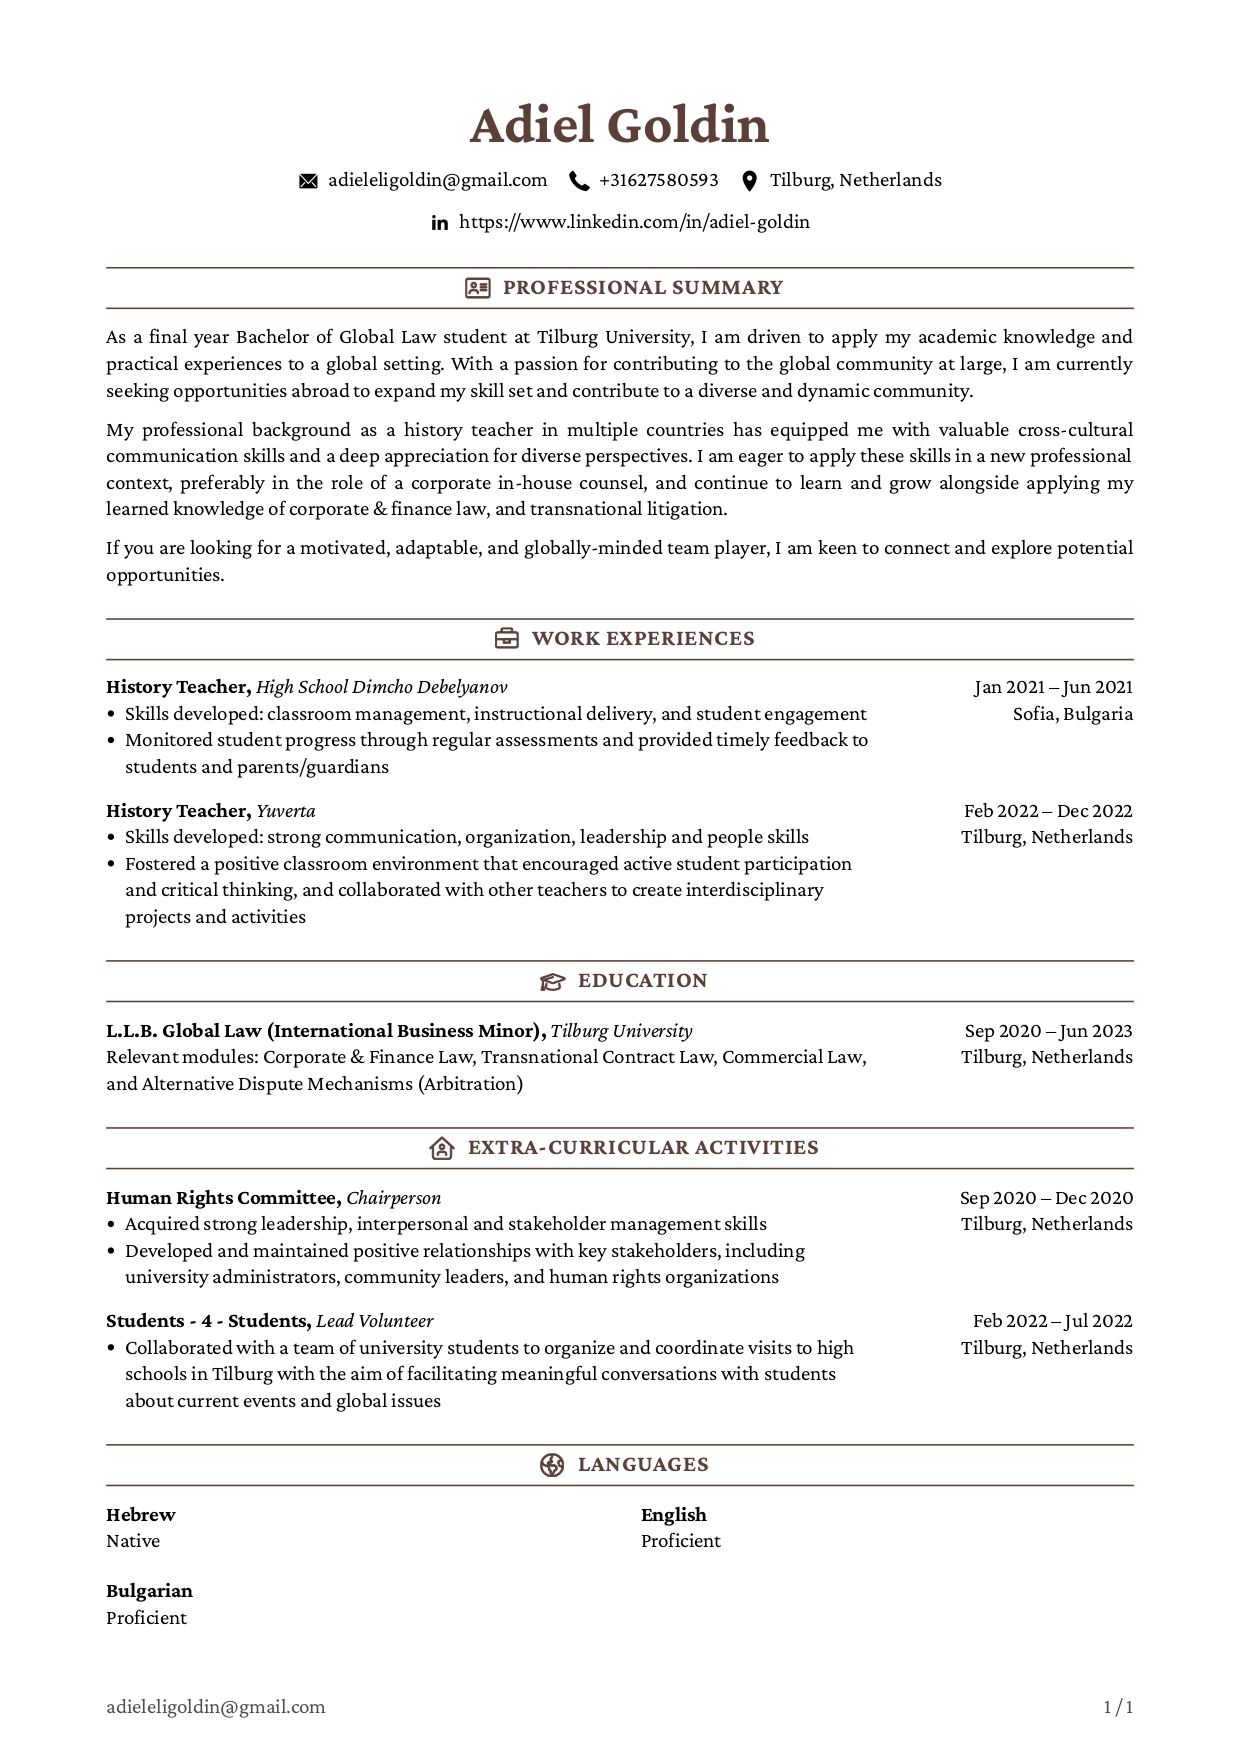 Adiel Goldin
adieleligoldin@gmail.com +31627580593 Tilburg, Netherlands
https://www.linkedin.com/in/adiel-goldin
PROFESSIONAL SUMMARY
As a final year Bachelor of Global Law student at Tilburg University, I am driven to apply my academic knowledge and
practical experiences to a global setting. With a passion for contributing to the global community at large, I am currently
seeking opportunities abroad to expand my skill set and contribute to a diverse and dynamic community.
My professional background as a history teacher in multiple countries has equipped me with valuable cross-cultural
communication skills and a deep appreciation for diverse perspectives. I am eager to apply these skills in a new professional
context, preferably in the role of a corporate in-house counsel, and continue to learn and grow alongside applying my
learned knowledge of corporate & finance law, and transnational litigation.
If you are looking for a motivated, adaptable, and globally-minded team player, I am keen to connect and explore potential
opportunities.
WORK EXPERIENCES
History Teacher, High School Dimcho Debelyanov Jan 2021 – Jun 2021
• Skills developed: classroom management, instructional delivery, and student engagement Sofia, Bulgaria
• Monitored student progress through regular assessments and provided timely feedback to
students and parents/guardians
History Teacher, Yuverta Feb 2022 – Dec 2022
• Skills developed: strong communication, organization, leadership and people skills Tilburg, Netherlands
• Fostered a positive classroom environment that encouraged active student participation
and critical thinking, and collaborated with other teachers to create interdisciplinary
projects and activities
EDUCATION
L.L.B. Global Law (International Business Minor), Tilburg University Sep 2020 – Jun 2023
Relevant modules: Corporate & Finance Law, Transnational Contract Law, Commercial Law, Tilburg, Netherlands
and Alternative Dispute Mechanisms (Arbitration)
EXTRA-CURRICULAR ACTIVITIES
Human Rights Committee, Chairperson Sep 2020 – Dec 2020
• Acquired strong leadership, interpersonal and stakeholder management skills Tilburg, Netherlands
• Developed and maintained positive relationships with key stakeholders, including
university administrators, community leaders, and human rights organizations
Students - 4 - Students, Lead Volunteer Feb 2022 – Jul 2022
• Collaborated with a team of university students to organize and coordinate visits to high Tilburg, Netherlands
schools in Tilburg with the aim of facilitating meaningful conversations with students
about current events and global issues
LANGUAGES
Hebrew English
Native Proficient
Bulgarian
Proficient
adieleligoldin@gmail.com 1 / 1